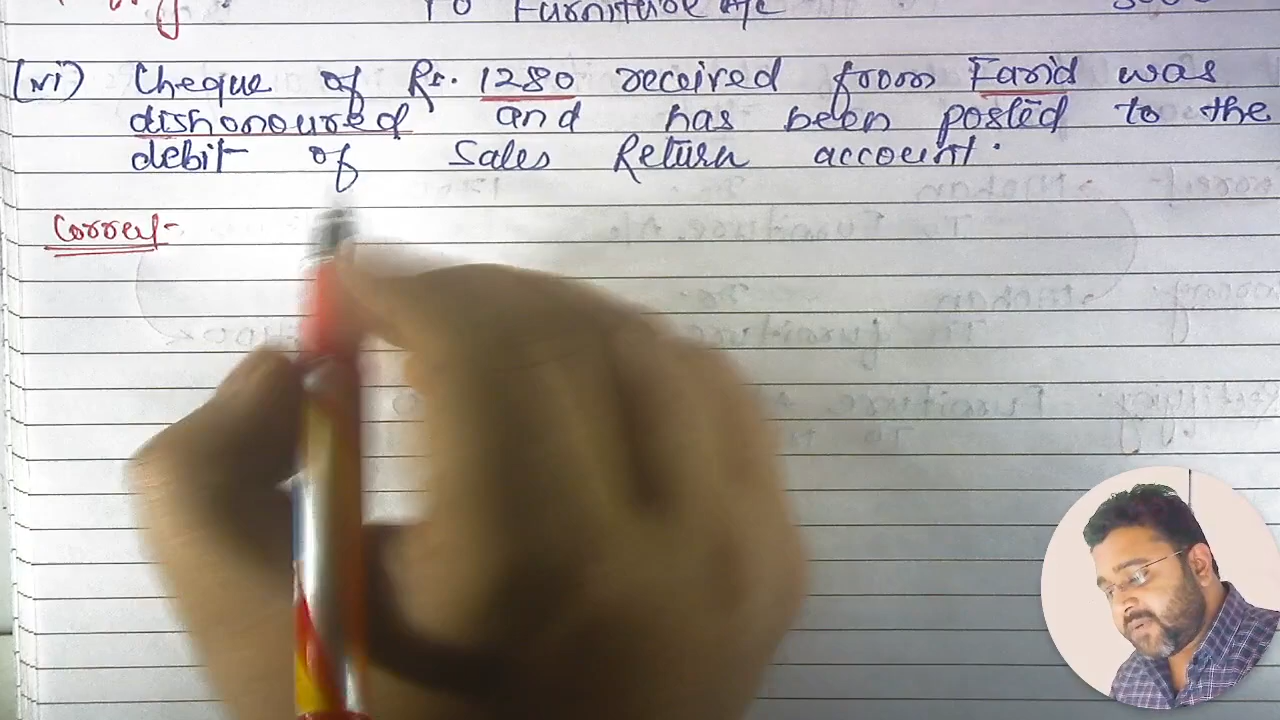 To Furniture A/c
(vi) Cheque of Rs. 1280 received from Farid was
dishonoured and has been posted to the
debit of Sales Return account.
Correct-